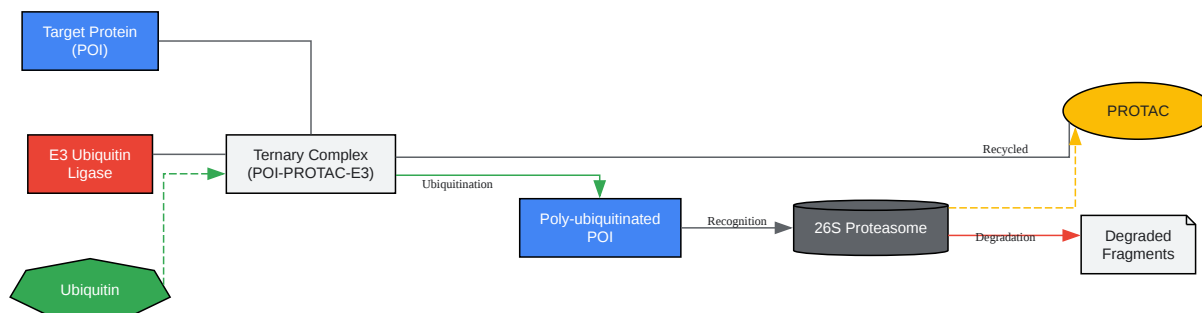 Target Protein
(POI)
PROTAC
E3 Ubiquitin
Ligase
Ternary Complex
(POI-PROTAC-E3)
Recycled
Ubiquitination
Poly-ubiquitinated
POI
Recognition
26S Proteasome
Degradation
Degraded
Fragments
Ubiquitin